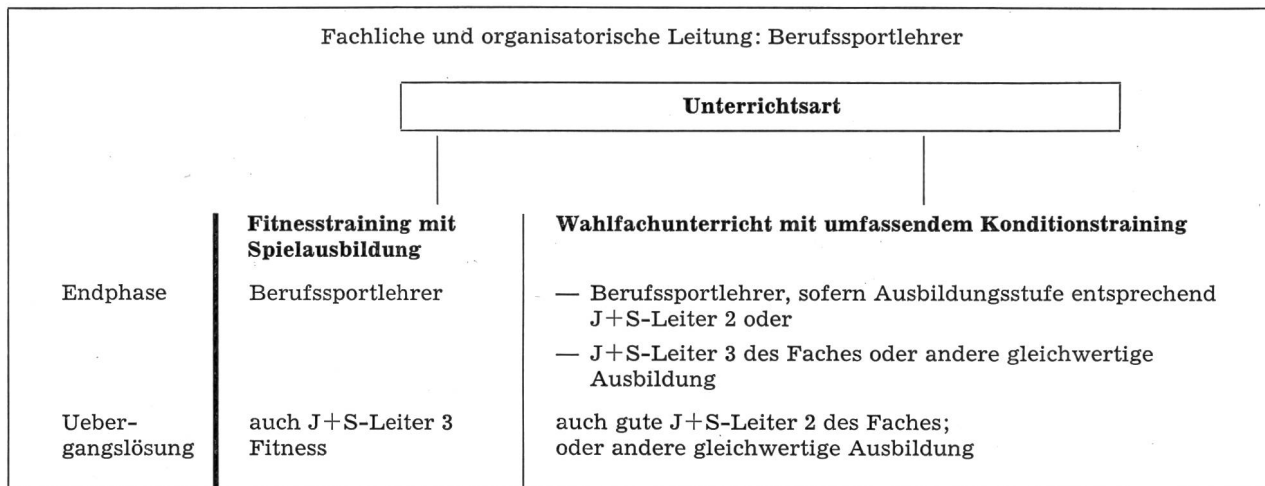 Fachliche und organisatorische Leitung: Berufssportlehrer
Unterrichtsart
Fitnesstraining mit
Spielausbildung
Wahlfachunterricht mit umfassendem Konditionstraining
Endphase
Berufssportlehrer
— Berufssportlehrer, sofern Ausbildungsstufe entsprechend
J+S-Leiter 2 oder
— J+S-Leiter 3 des Faches oder andere gleichwertige
Ausbildung
Ueber-
gangslösung
auch J+S-Leiter 3
Fitness
auch gute J+S-Leiter 2 des Faches;
oder andere gleichwertige Ausbildung